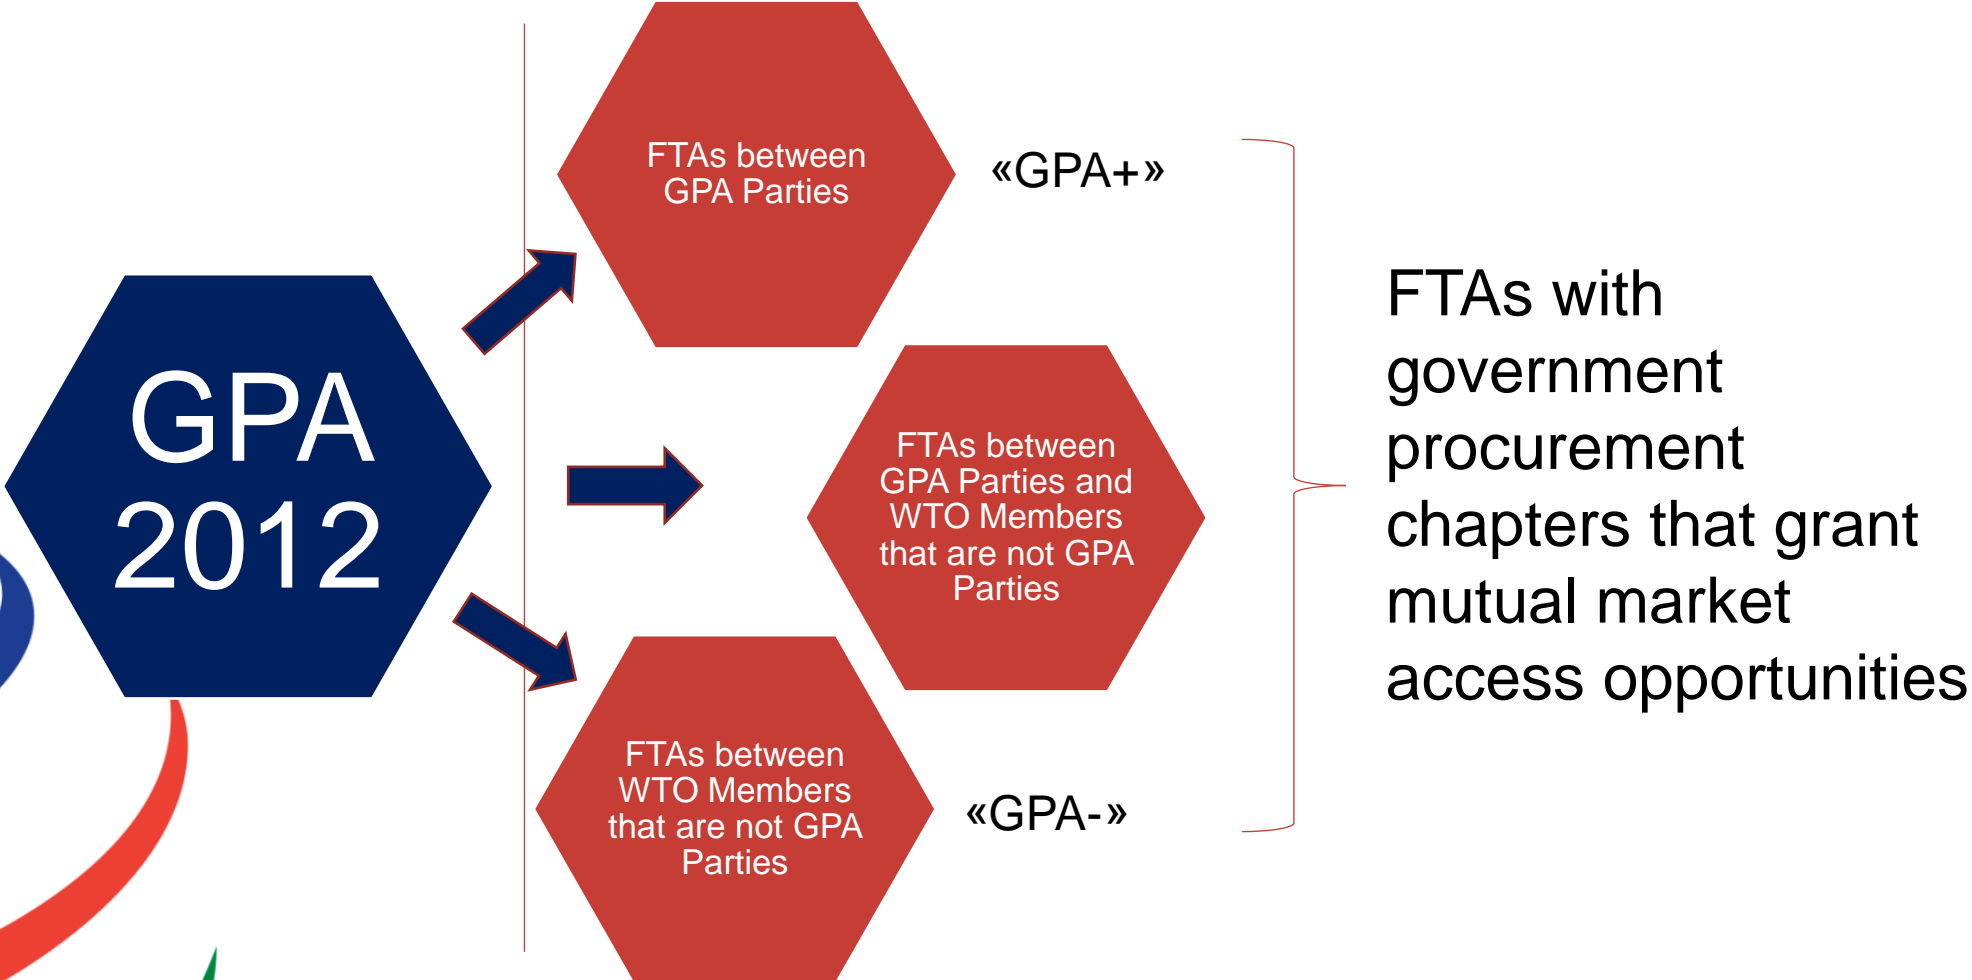 GPA
2012
FTAs between
GPA Parties
«GPA+»
FTAs between
GPA Parties and
WTO Members
that are not GPA
Parties
FTAs between
WTO Members
that are not GPA
Parties
«GPA-»
FTAs with
government
procurement
chapters that grant
mutual market
access opportunities